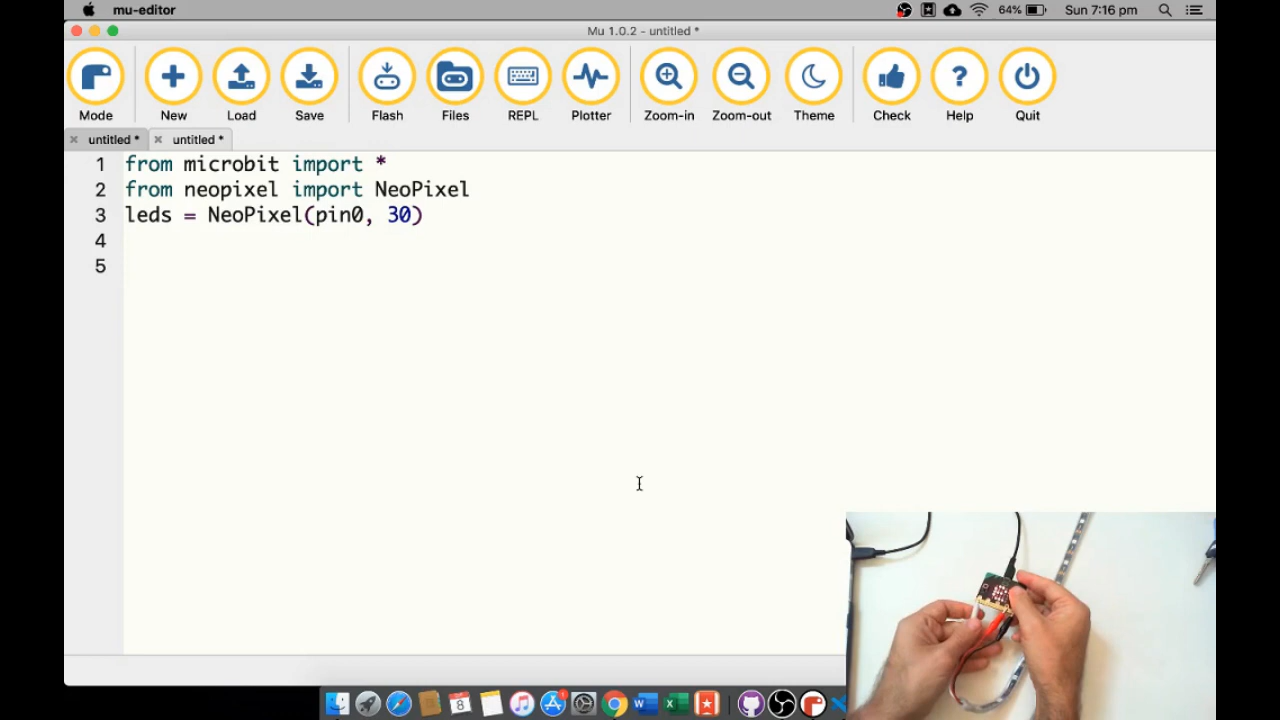 mu-editor
64%
Sun 7:16 pm
Mu 1.0.2 - untitled *
Mode New Load Save Flash Files REPL Plotter Zoom-in Zoom-out Theme Check Help Quit
untitled * untitled *
1 from microbit import *
2 from neopixel import NeoPixel
3 leds = NeoPixel(pin0, 30)
4
5
8